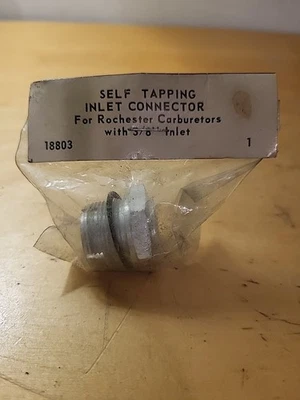 SELF TAPPING
INLET CONNECTOR
For Rochester Carburetors
with 5/8" Inlet
18803 1